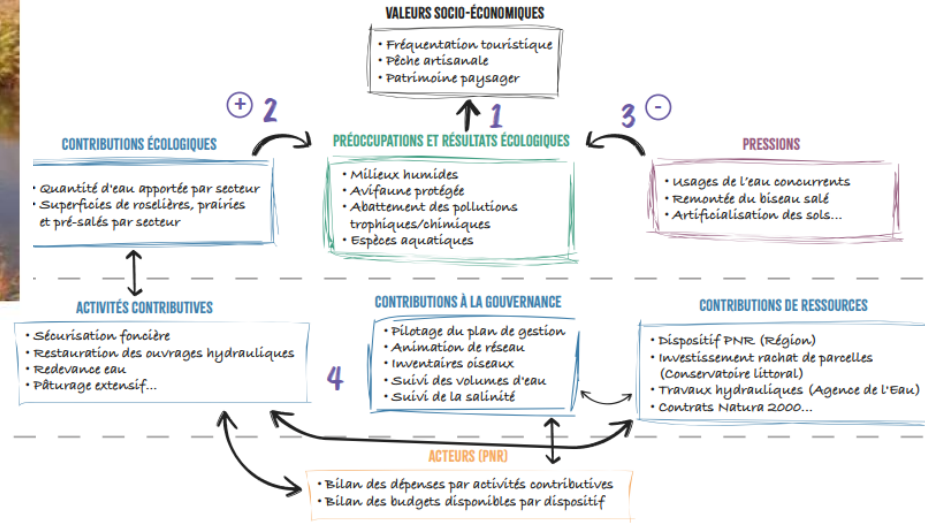 VALEURS SOCIO-ÉCONOMIQUES
• Fréquentation touristique
• Pêche artisanale
• Patrimoine paysager
+ 2
1
3 -
CONTRIBUTIONS ÉCOLOGIQUES
• Quantité d'eau apportée par secteur
• Superficies de roselières, prairies
et pré-salés par secteur
PRÉOCCUPATIONS ET RÉSULTATS ÉCOLOGIQUES
• Milieux humides
• Avifaune protégée
• Abattement des pollutions
trophiques/chimiques
• Espèces aquatiques
PRESSIONS
• Usages de l'eau concurrents
• Remontée du biseau salé
• Artificialisation des sols...
ACTIVITÉS CONTRIBUTIVES
• Sécurisation foncière
• Restauration des ouvrages hydrauliques
• Redevance eau
• Pâturage extensif...
4
CONTRIBUTIONS À LA GOUVERNANCE
• Pilotage du plan de gestion
• Animation de réseau
• Inventaires oiseaux
• Suivi des volumes d'eau
• Suivi de la salinité
CONTRIBUTIONS DE RESSOURCES
• Dispositif PNR (Région)
• Investissement rachat de parcelles
(Conservatoire littoral)
• Travaux hydrauliques (Agence de l'Eau)
• Contrats Natura 2000...
ACTEURS (PNR)
• Bilan des dépenses par activités contributives
• Bilan des budgets disponibles par dispositif